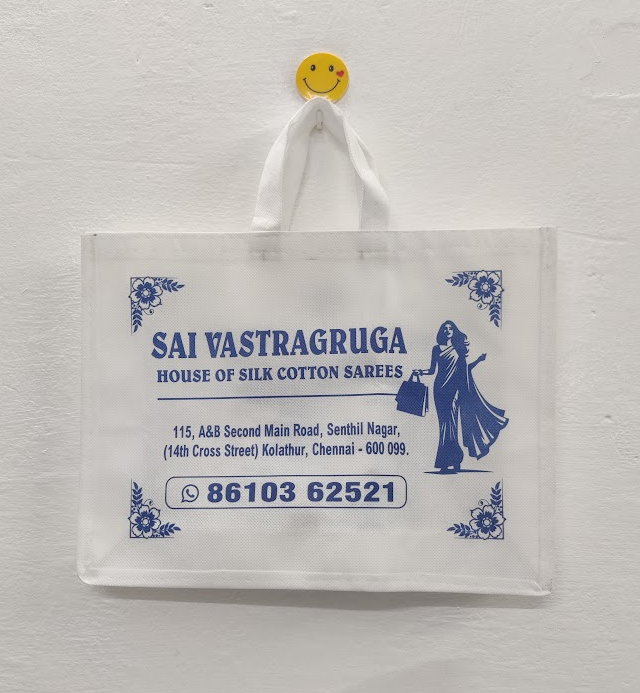 SAI VASTRAGRUGA
HOUSE OF SILK COTTON SAREES
115, A&B Second Main Road, Senthil Nagar,
(14th Cross Street) Kolathur, Chennai - 600 099.
86103 62521